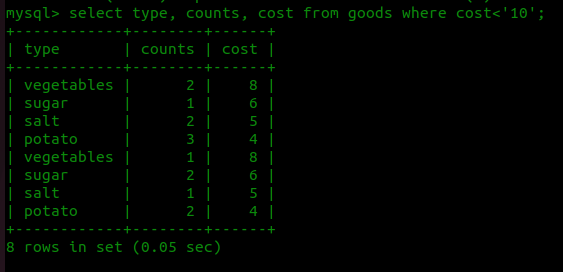 mysql> select type, counts, cost from goods where cost<'10';
+------------+--------+------+
| type       | counts | cost |
+------------+--------+------+
| vegetables |      2 |    8 |
| sugar      |      1 |    6 |
| salt       |      2 |    5 |
| potato     |      3 |    4 |
| vegetables |      1 |    8 |
| sugar      |      2 |    6 |
| salt       |      1 |    5 |
| potato     |      2 |    4 |
+------------+--------+------+
8 rows in set (0.05 sec)